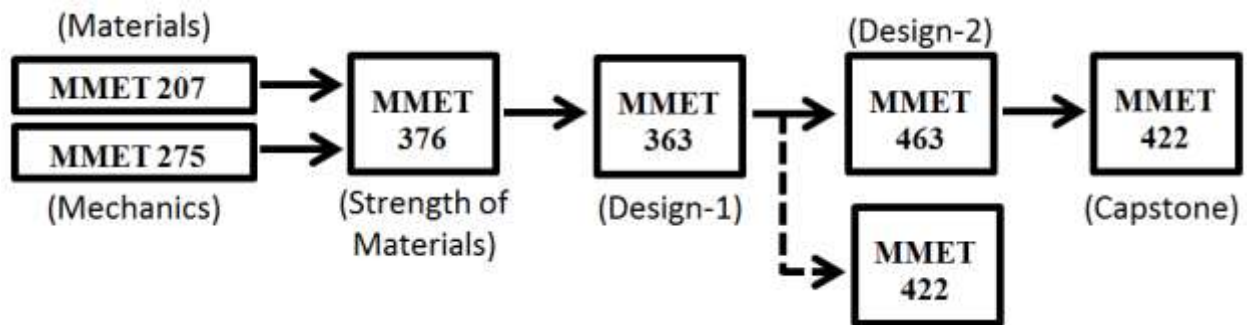 (Materials)
MMET 207
MMET 275
(Mechanics)
MMET
376
(Strength of
Materials)
MMET
363
(Design-1)
(Design-2)
MMET
463
MMET
422
MMET
422
(Capstone)